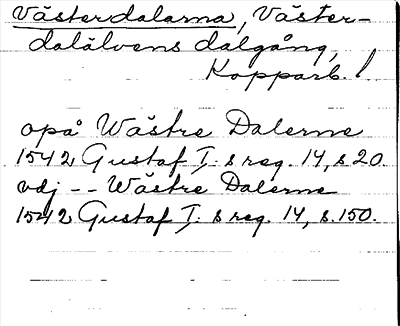 Västerdalarna, Väster-
dalälvens dalgång,
Kopparb. l
opå Wästre Dalerne
1542 Gustaf I:s reg. 14, s 20.
vdj -- Wästre Dalerne
1542 Gustaf I:s reg. 14, s. 150.